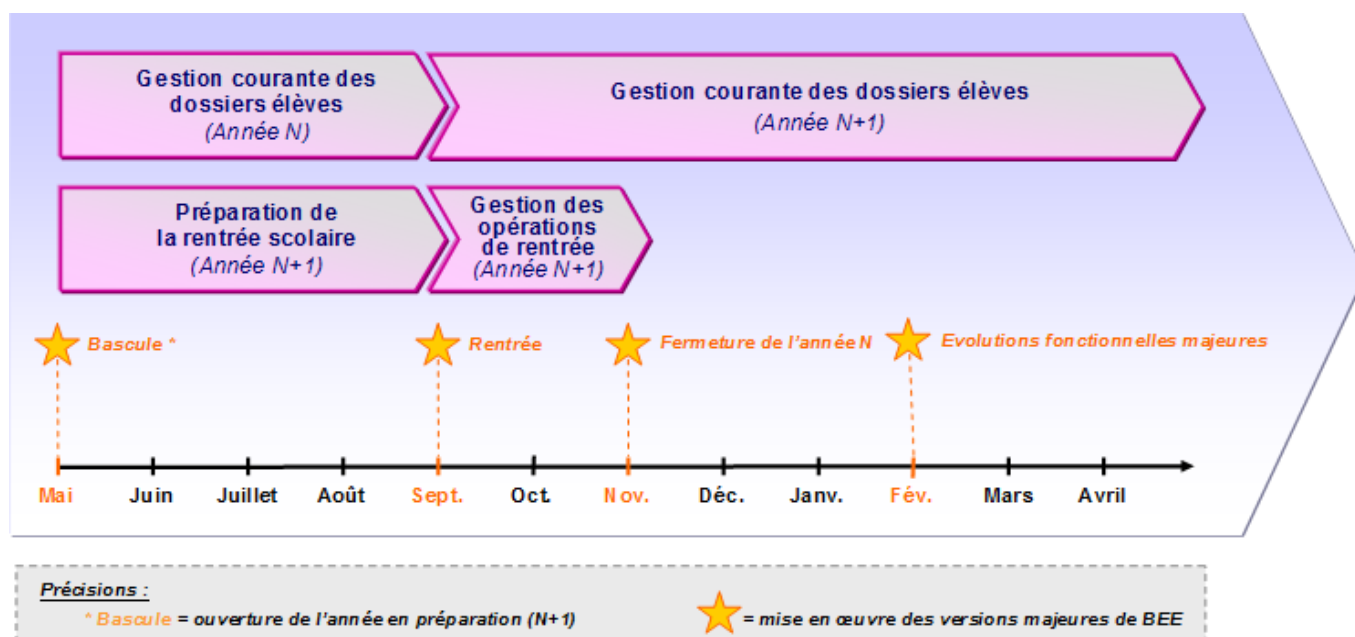 Gestion courante des
dossiers élèves
(Année N)
Gestion courante des dossiers élèves
(Année N+1)
Préparation de
la rentrée scolaire
(Année N+1)
Gestion des
opérations
de rentrée
(Année N+1)
Bascule *
Rentrée
Fermeture de l'année N
Evolutions fonctionnelles majeures
Mai Juin Juillet Août Sept. Oct. Nov. Déc. Janv. Fév. Mars Avril
Précisions :
* Bascule = ouverture de l'année en préparation (N+1)
= mise en œuvre des versions majeures de BEE